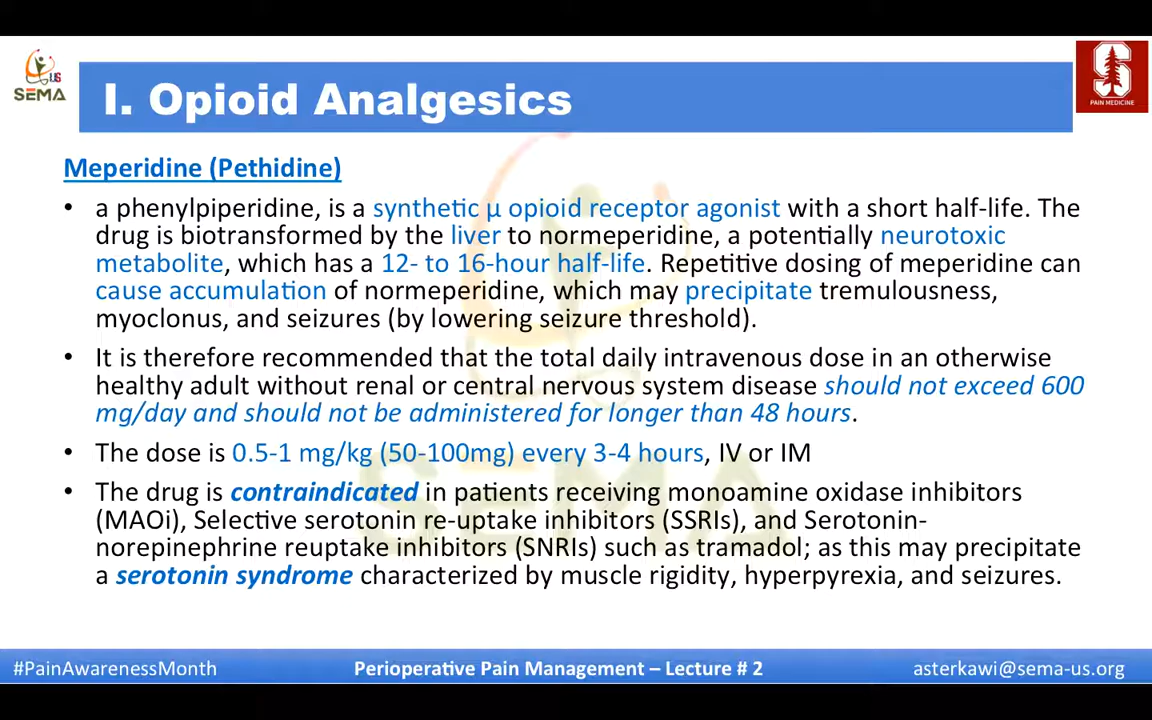 US
SEMA
I. Opioid Analgesics
S
PAIN MEDICINE
Meperidine (Pethidine)
• a phenylpiperidine, is a synthetic μ opioid receptor agonist with a short half-life. The
drug is biotransformed by the liver to normeperidine, a potentially neurotoxic
metabolite, which has a 12- to 16-hour half-life. Repetitive dosing of meperidine can
cause accumulation of normeperidine, which may precipitate tremulousness,
myoclonus, and seizures (by lowering seizure threshold).
• It is therefore recommended that the total daily intravenous dose in an otherwise
healthy adult without renal or central nervous system disease should not exceed 600
mg/day and should not be administered for longer than 48 hours.
• The dose is 0.5-1 mg/kg (50-100mg) every 3-4 hours, IV or IM
• The drug is contraindicated in patients receiving monoamine oxidase inhibitors
(MAOi), Selective serotonin re-uptake inhibitors (SSRIs), and Serotonin-
norepinephrine reuptake inhibitors (SNRIs) such as tramadol; as this may precipitate
a serotonin syndrome characterized by muscle rigidity, hyperpyrexia, and seizures.
SEMA
#PainAwarenessMonth
Perioperative Pain Management – Lecture # 2
asterkawi@sema-us.org